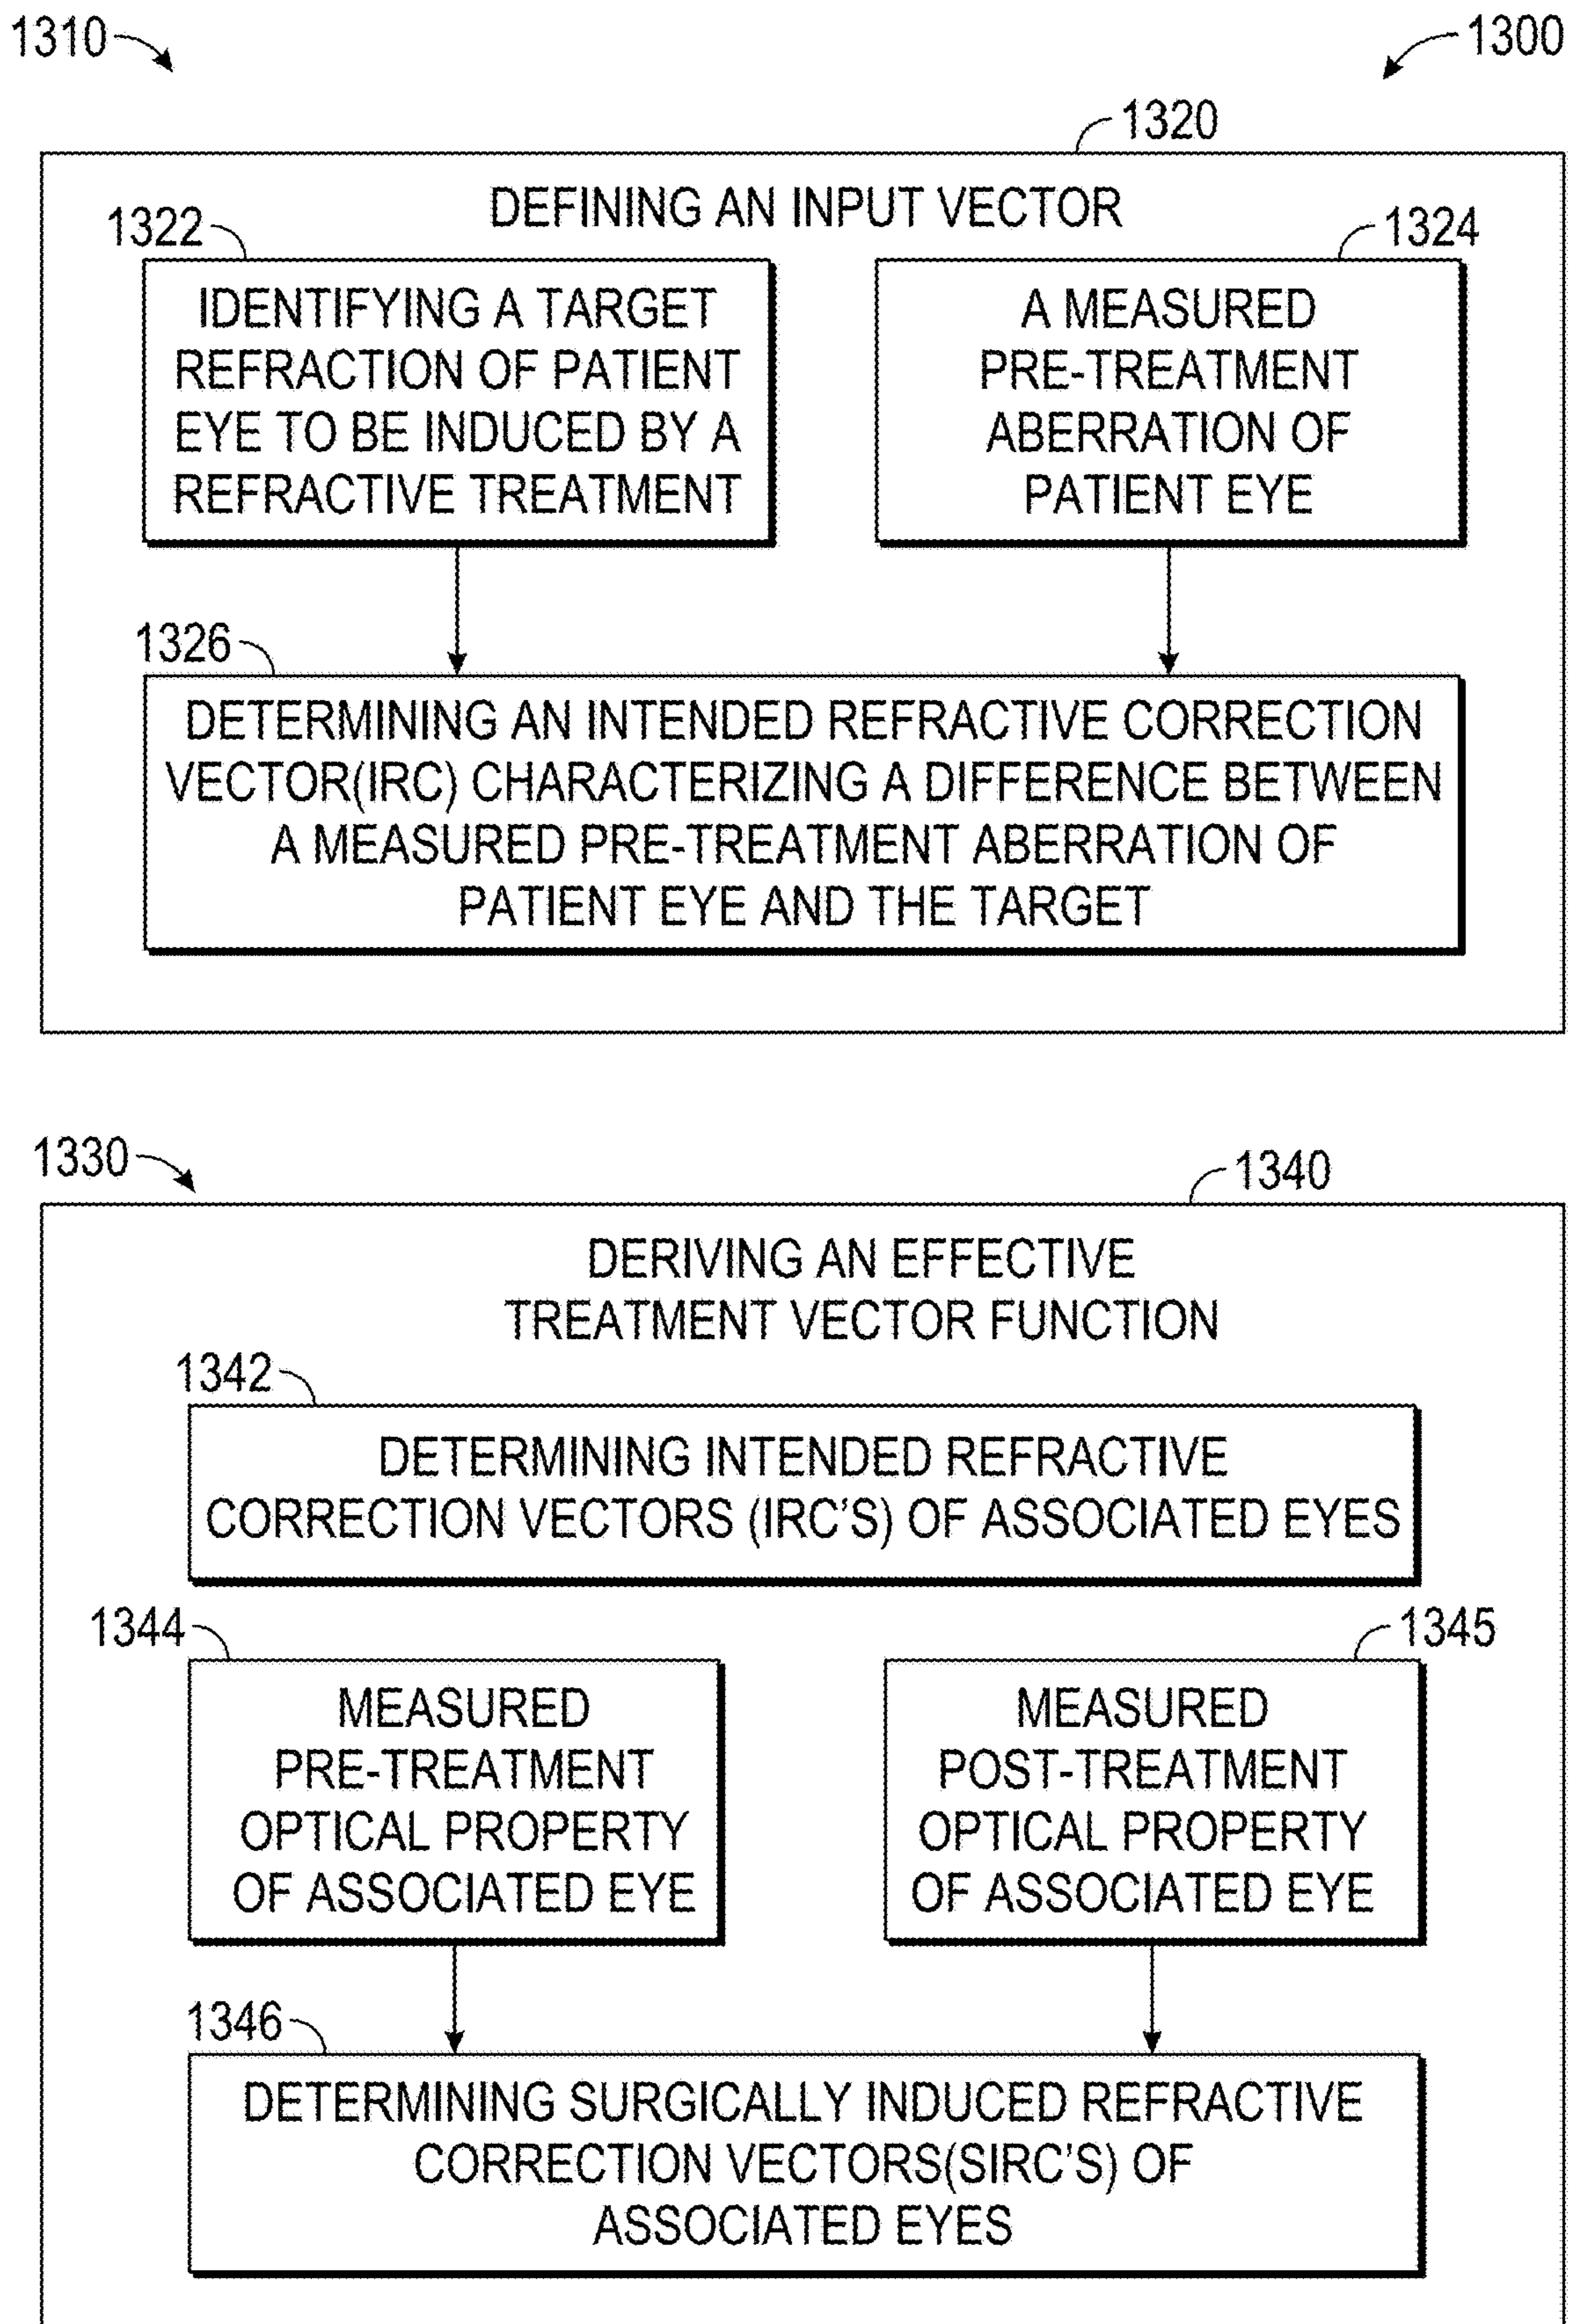 1310
1300
1320
DEFINING AN INPUT VECTOR
1322
1324
IDENTIFYING A TARGET
REFRACTION OF PATIENT
EYE TO BE INDUCED BY A
REFRACTIVE TREATMENT
A MEASURED
PRE-TREATMENT
ABERRATION OF
PATIENT EYE
1326
DETERMINING AN INTENDED REFRACTIVE CORRECTION
VECTOR(IRC) CHARACTERIZING A DIFFERENCE BETWEEN
A MEASURED PRE-TREATMENT ABERRATION OF
PATIENT EYE AND THE TARGET
1330
1340
DERIVING AN EFFECTIVE
TREATMENT VECTOR FUNCTION
1342
DETERMINING INTENDED REFRACTIVE
CORRECTION VECTORS (IRC'S) OF ASSOCIATED EYES
1344
1345
MEASURED
PRE-TREATMENT
OPTICAL PROPERTY
OF ASSOCIATED EYE
MEASURED
POST-TREATMENT
OPTICAL PROPERTY
OF ASSOCIATED EYE
1346
DETERMINING SURGICALLY INDUCED REFRACTIVE
CORRECTION VECTORS(SIRC'S) OF
ASSOCIATED EYES